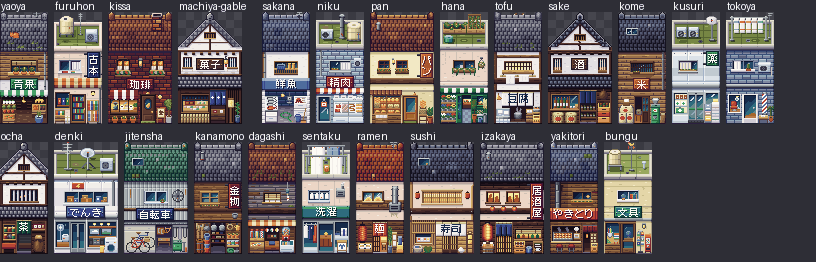 yaoya furuhon kissa machiya-gable sakana niku pan hana tofu sake kome kusuri tokoya
青果
古本
珈琲
菓子
鮮魚
精肉
パン
花
豆腐
酒
米
薬
ocha denki jitensha kanamono dagashi sentaku ramen sushi izakaya yakitori bungu
茶
でんき
自転車
金物
洗濯
麺
寿司
居酒屋
やきとり
文具